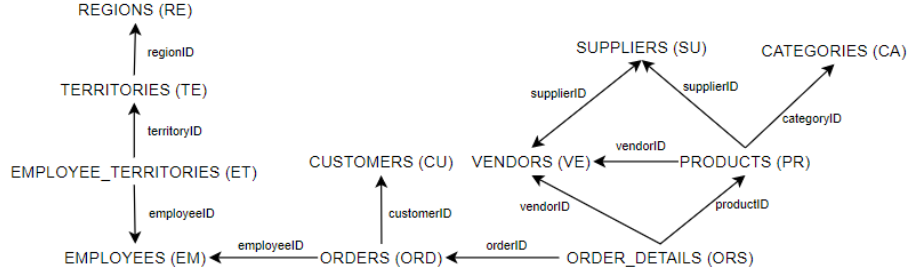 REGIONS (RE)
regionID
SUPPLIERS (SU)
CATEGORIES (CA)
TERRITORIES (TE)
supplierID
supplierID
categoryID
territoryID
EMPLOYEE_TERRITORIES (ET)
CUSTOMERS (CU)
VENDORS (VE)
vendorID
PRODUCTS (PR)
employeeID
customerID
vendorID
productID
EMPLOYEES (EM)
employeeID
ORDERS (ORD)
orderID
ORDER_DETAILS (ORS)